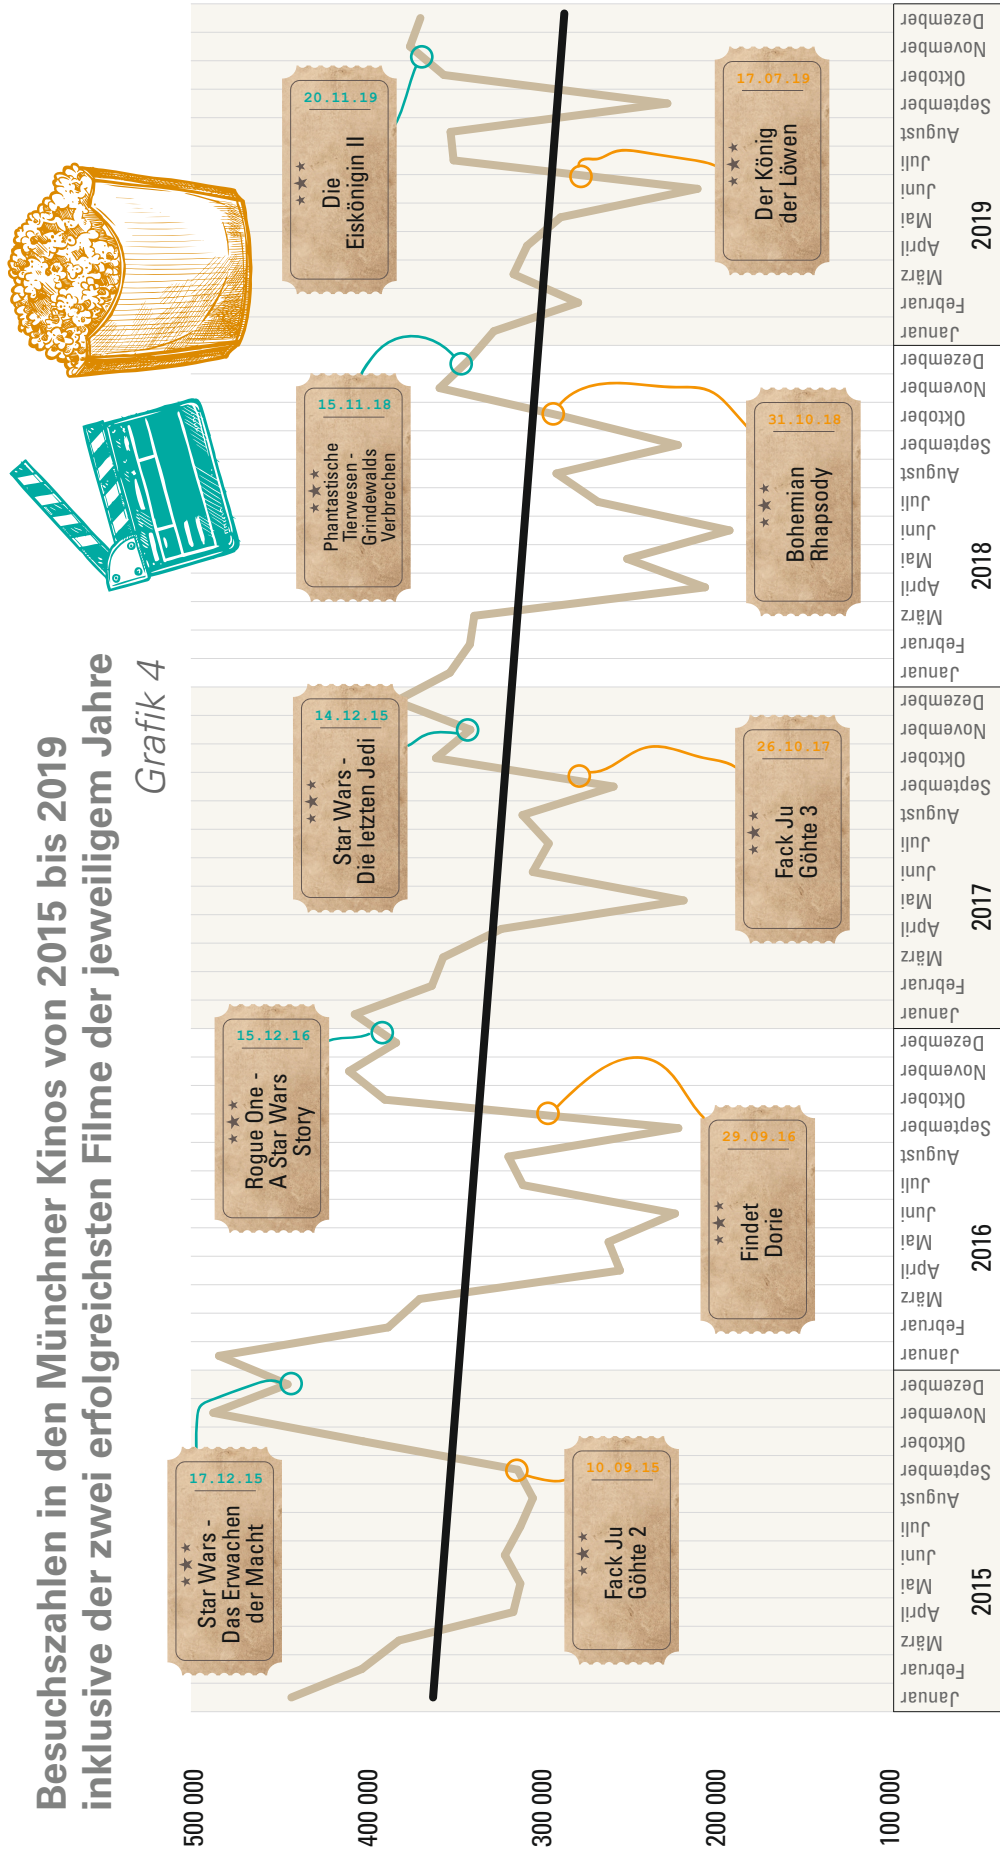 Besuchszahlen in den Münchner Kinos von 2015 bis 2019
inklusive der zwei erfolgreichsten Filme der jeweiligem Jahre
Grafik 4
500 000
400 000
300 000
200 000
100 000
17.12.15
Star Wars -
Das Erwachen
der Macht
10.09.15
Fack Ju
Göhte 2
15.12.16
Rogue One -
A Star Wars
Story
29.09.16
Findet
Dorie
14.12.15
Star Wars -
Die letzten Jedi
26.10.17
Fack Ju
Göhte 3
15.11.18
Phantastische
Tierwesen -
Grindewalds
Verbrechen
31.10.18
Bohemian
Rhapsody
20.11.19
Die
Eiskönigin II
17.07.19
Der König
der Löwen
Januar
Februar
März
April
Mai
Juni
Juli
August
September
Oktober
November
Dezember
2015
Januar
Februar
März
April
Mai
Juni
Juli
August
September
Oktober
November
Dezember
2016
Januar
Februar
März
April
Mai
Juni
Juli
August
September
Oktober
November
Dezember
2017
Januar
Februar
März
April
Mai
Juni
Juli
August
September
Oktober
November
Dezember
2018
Januar
Februar
März
April
Mai
Juni
Juli
August
September
Oktober
November
Dezember
2019